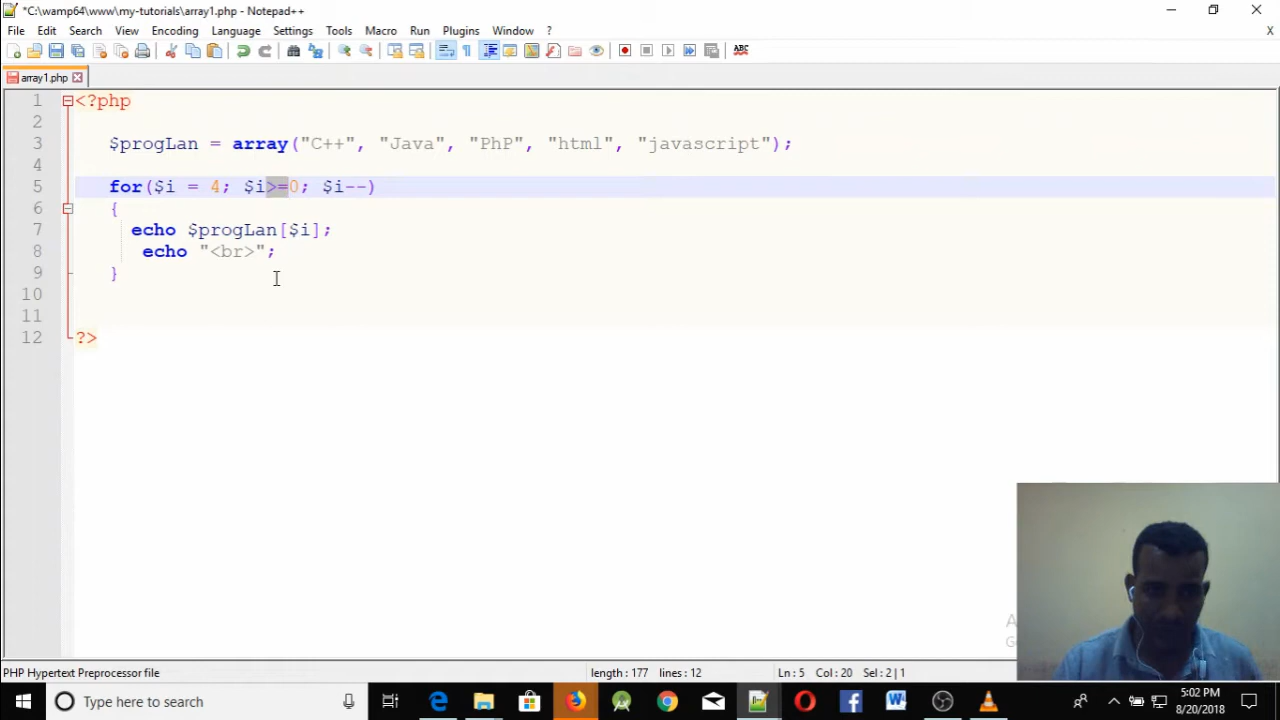 *C:\wamp64\www\my-tutorials\array1.php - Notepad++
File Edit Search View Encoding Language Settings Tools Macro Run Plugins Window ? X
ABC
array1.php
1 <?php
2
3 $progLan = array("C++", "Java", "PhP", "html", "javascript");
4
5 for($i = 4; $i>=0; $i--)
6 {
7 echo $progLan[$i];
8 echo "<br>";
9 }
10
11
12 ?>
PHP Hypertext Preprocessor file length : 177 lines : 12 Ln : 5 Col : 20 Sel : 2 | 1
Type here to search
5:02 PM
8/20/2018